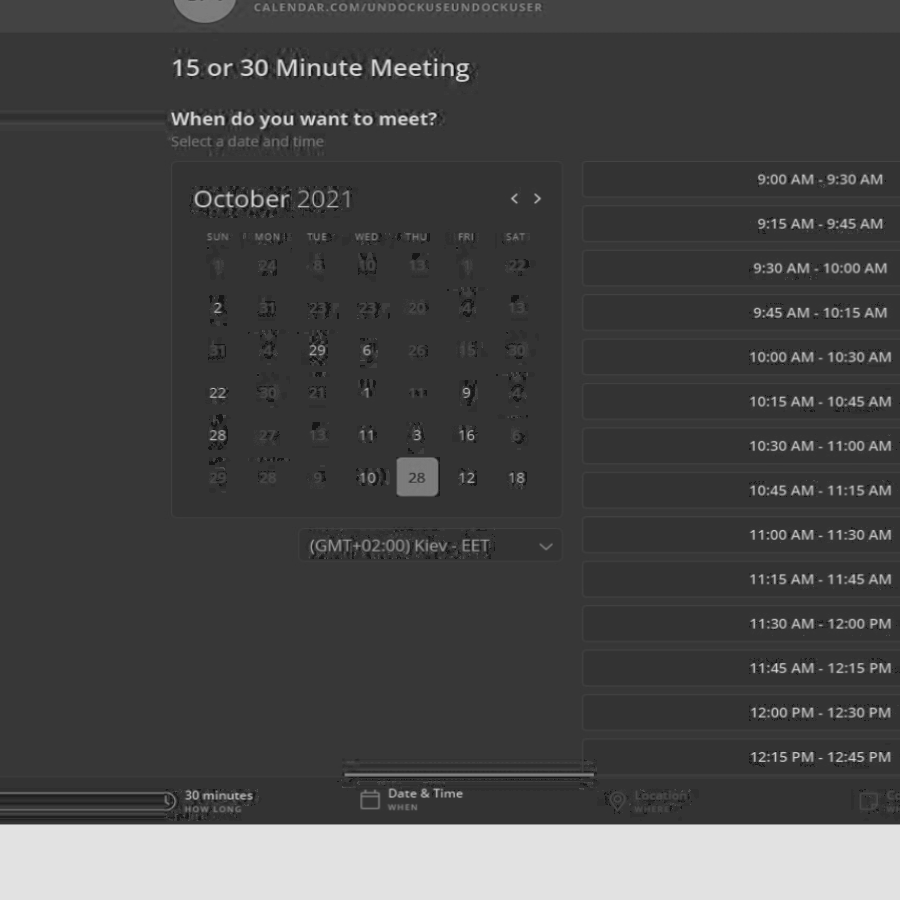 CALENDAR.COM/UNDOCKUSEUNDOCKUSER
15 or 30 Minute Meeting
When do you want to meet?
Select a date and time
October 2021
SUN MON TUE WED THU FRI SAT
1 24 8 10 13 1 22
2 31 23 23 20 4 13
31 4 29 6 26 15 30
22 30 21 1 11 9 4
28 27 13 11 3 16 6
29 28 9 10 28 12 18
(GMT+02:00) Kiev - EET
9:00 AM - 9:30 AM
9:15 AM - 9:45 AM
9:30 AM - 10:00 AM
9:45 AM - 10:15 AM
10:00 AM - 10:30 AM
10:15 AM - 10:45 AM
10:30 AM - 11:00 AM
10:45 AM - 11:15 AM
11:00 AM - 11:30 AM
11:15 AM - 11:45 AM
11:30 AM - 12:00 PM
11:45 AM - 12:15 PM
12:00 PM - 12:30 PM
12:15 PM - 12:45 PM
30 minutes
HOW LONG
Date & Time
WHEN
Location
WHERE